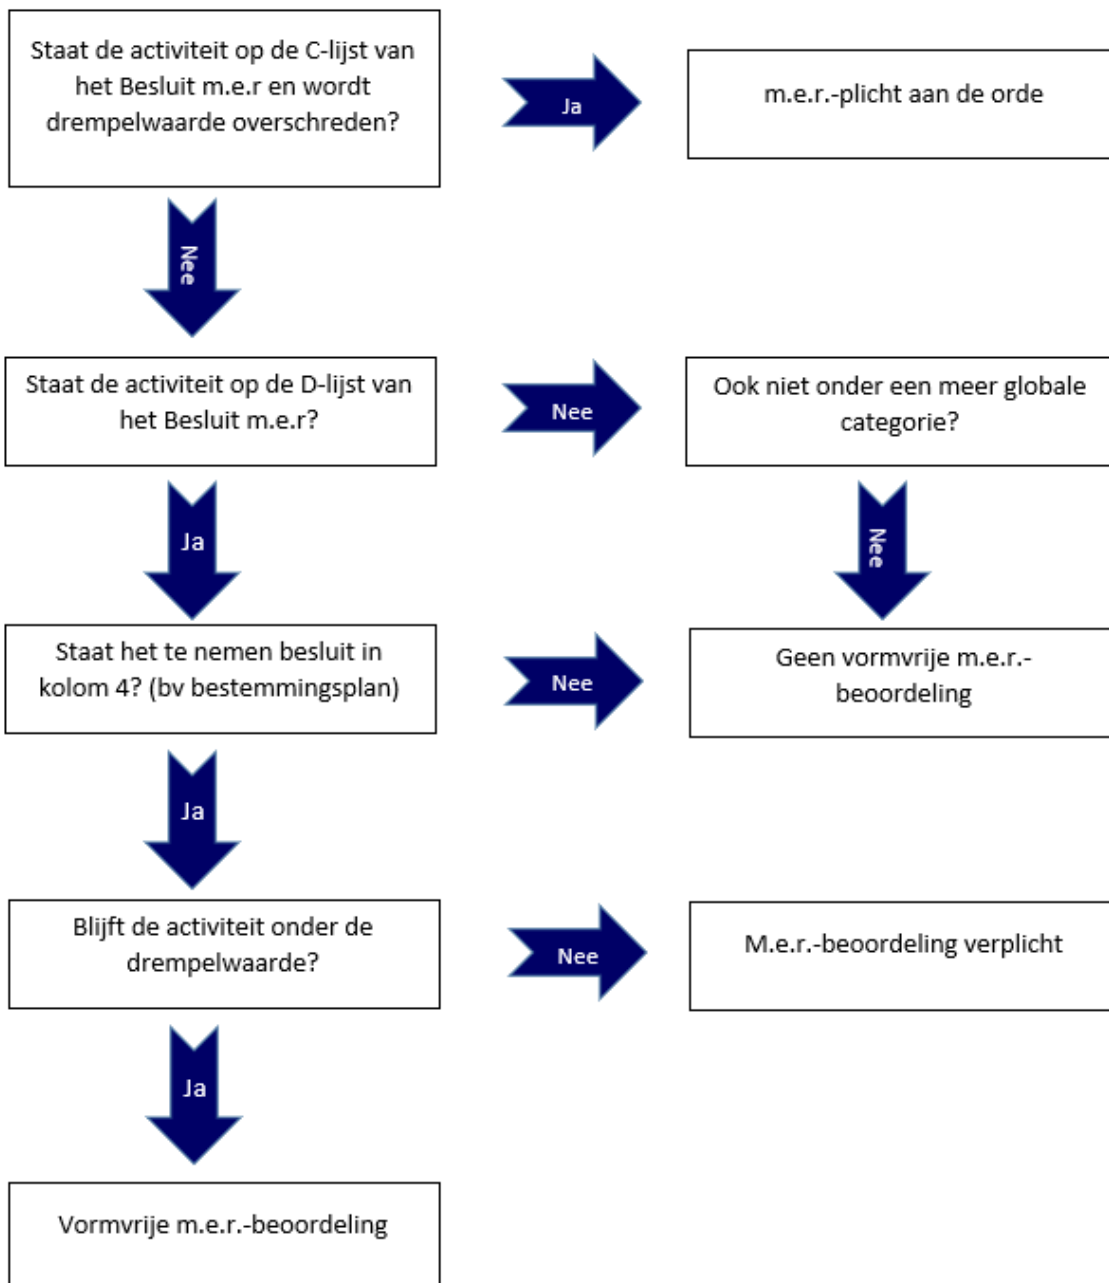 Staat de activiteit op de C-lijst van
het Besluit m.e.r en wordt
drempelwaarde overschreden?
Ja
m.e.r.-plicht aan de orde
Nee
Staat de activiteit op de D-lijst van
het Besluit m.e.r?
Nee
Ook niet onder een meer globale
categorie?
Ja
Nee
Staat het te nemen besluit in
kolom 4? (bv bestemmingsplan)
Nee
Geen vormvrije m.e.r.-
beoordeling
Ja
Blijft de activiteit onder de
drempelwaarde?
Nee
M.e.r.-beoordeling verplicht
Ja
Vormvrije m.e.r.-beoordeling